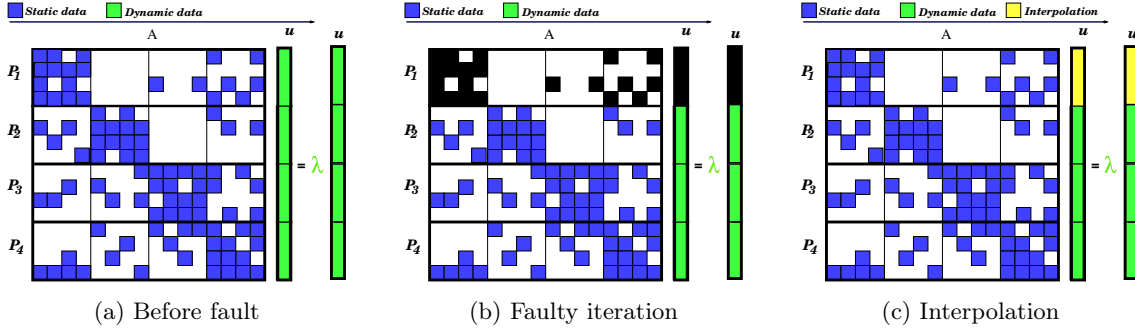 Static data Dynamic data
A u u
P1
P2
P3
P4
= λ
(a) Before fault
Static data Dynamic data
A u u
P1
P2
P3
P4
= λ
(b) Faulty iteration
Static data Dynamic data Interpolation
A u u
P1
P2
P3
P4
= λ
(c) Interpolation